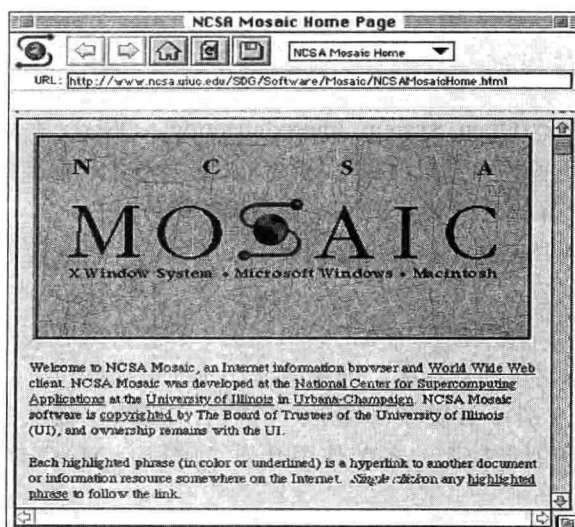 NCSA Mosaic Home Page
NCSA Mosaic Home
URL: http://www.ncsa.uiuc.edu/SDG/Software/Mosaic/NCSAMosaicHome.html
N C S A
MOSAIC
X Window System • Microsoft Windows • Macintosh
Welcome to NCSA Mosaic, an Internet information browser and World Wide Web
client. NCSA Mosaic was developed at the National Center for Supercomputing
Applications at the University of Illinois in Urbana-Champaign. NCSA Mosaic
software is copyrighted by The Board of Trustees of the University of Illinois
(UI), and ownership remains with the UI.
Each highlighted phrase (in color or underlined) is a hyperlink to another document
or information resource somewhere on the Internet. Single click on any highlighted
phrase to follow the link.